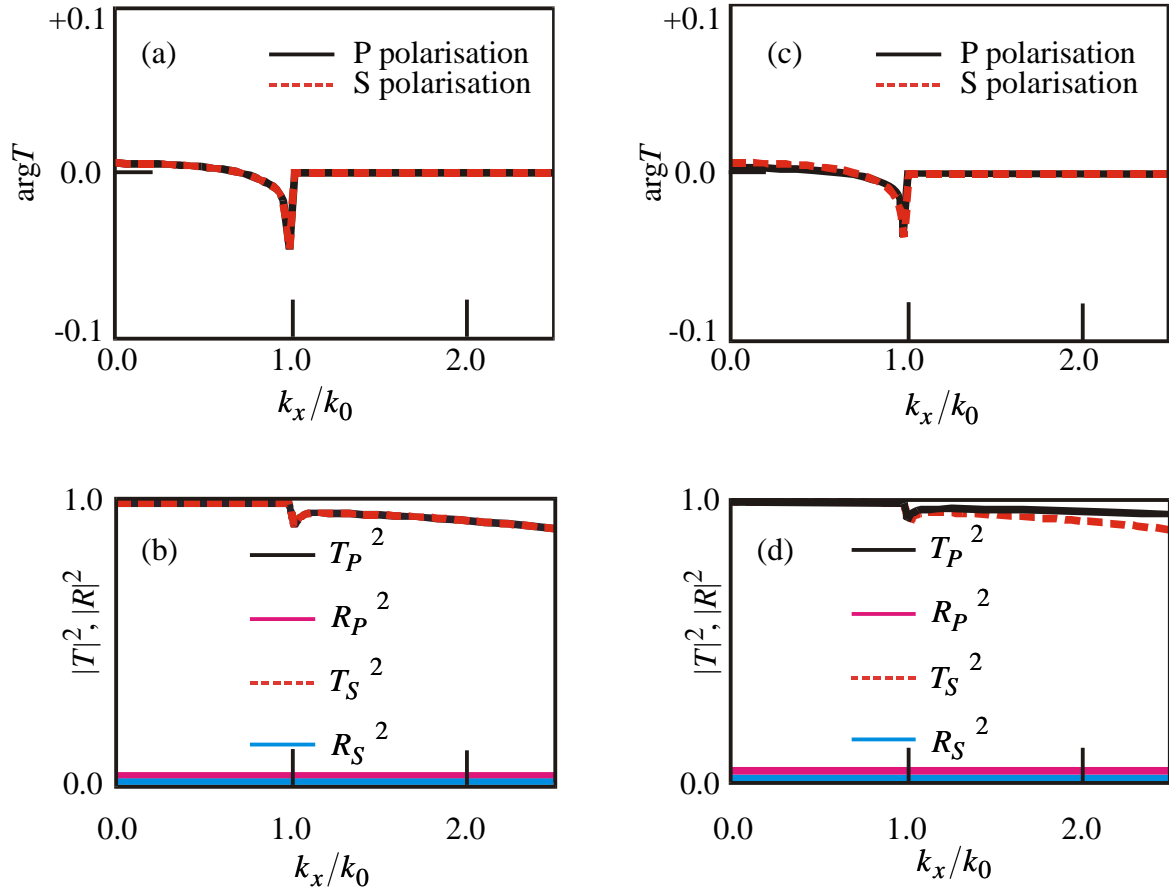 +0.1
(a)
P polarisation
S polarisation
argT
0.0
-0.1
0.0 1.0 2.0
k_x/k_0
+0.1
(c)
P polarisation
S polarisation
argT
0.0
-0.1
0.0 1.0 2.0
k_x/k_0
1.0
(b)
T_P^2
R_P^2
T_S^2
R_S^2
|T|^2, |R|^2
0.0
0.0 1.0 2.0
k_x/k_0
1.0
(d)
T_P^2
R_P^2
T_S^2
R_S^2
|T|^2, |R|^2
0.0
0.0 1.0 2.0
k_x/k_0